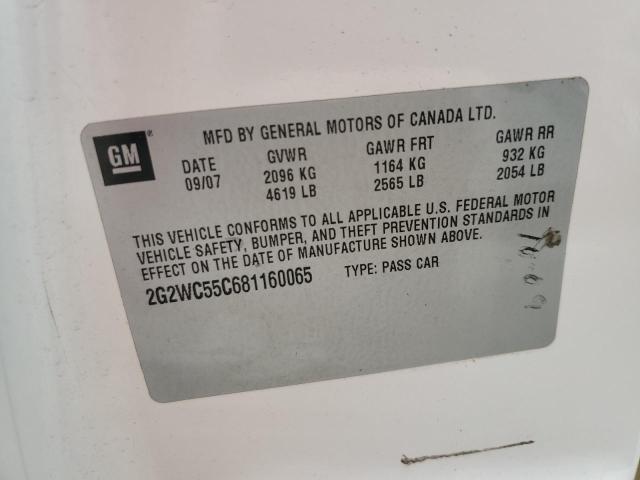 GM
MFD BY GENERAL MOTORS OF CANADA LTD.
DATE GVWR GAWR FRT GAWR RR
09/07 2096 KG 1164 KG 932 KG
4619 LB 2565 LB 2054 LB
THIS VEHICLE CONFORMS TO ALL APPLICABLE U.S. FEDERAL MOTOR
VEHICLE SAFETY, BUMPER, AND THEFT PREVENTION STANDARDS IN
EFFECT ON THE DATE OF MANUFACTURE SHOWN ABOVE.
2G2WC55C681160065 TYPE: PASS CAR